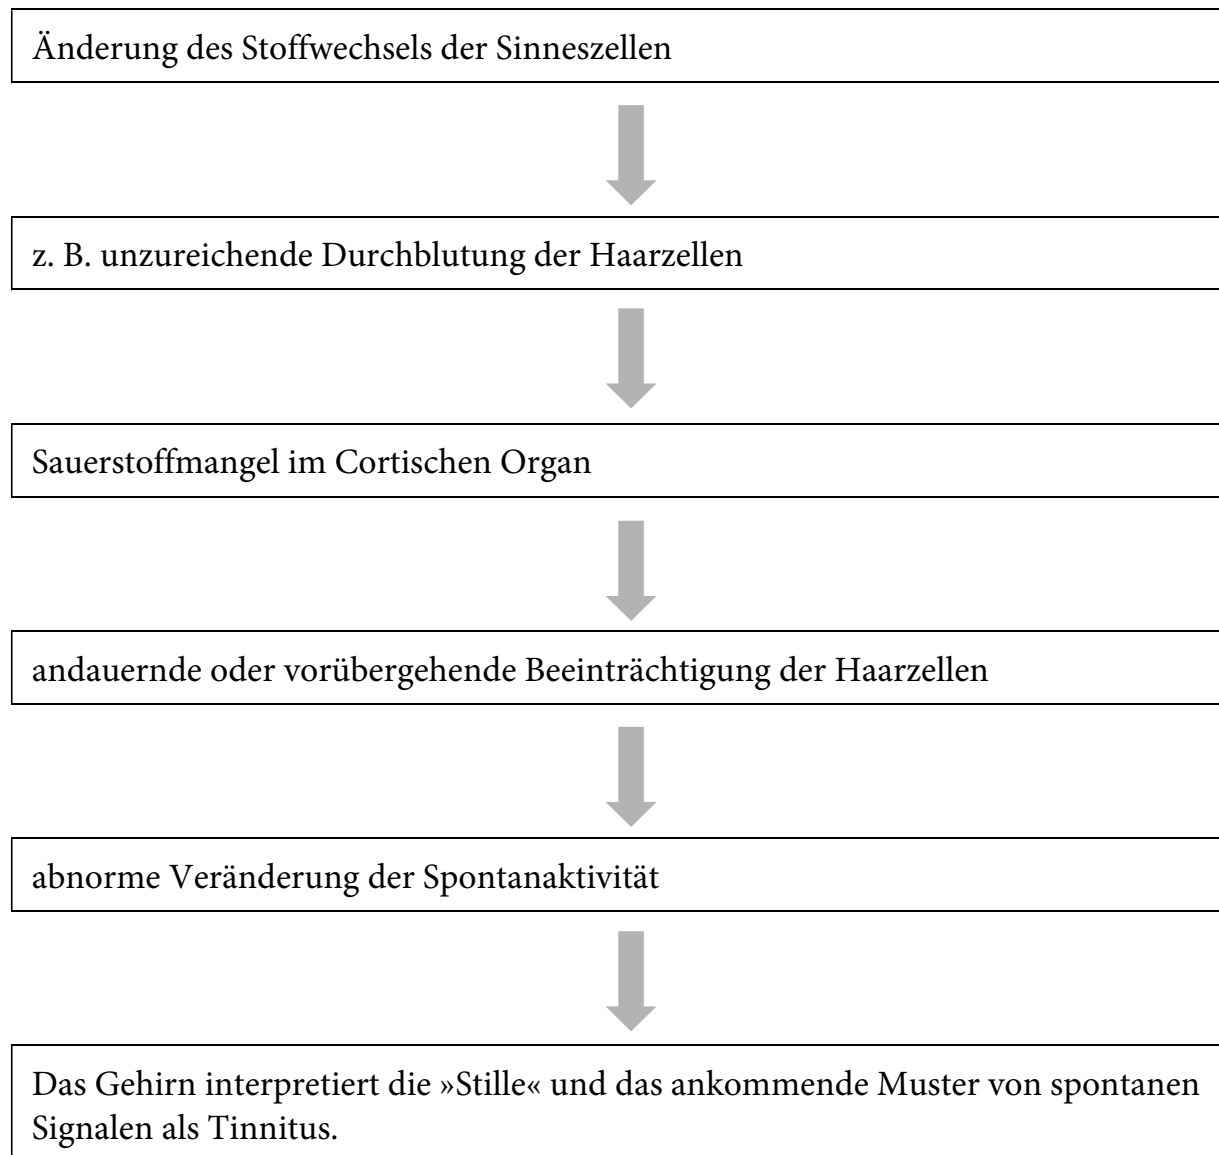 Änderung des Stoffwechsels der Sinneszellen
z. B. unzureichende Durchblutung der Haarzellen
Sauerstoffmangel im Cortischen Organ
andauernde oder vorübergehende Beeinträchtigung der Haarzellen
abnorme Veränderung der Spontanaktivität
Das Gehirn interpretiert die »Stille« und das ankommende Muster von spontanen
Signalen als Tinnitus.